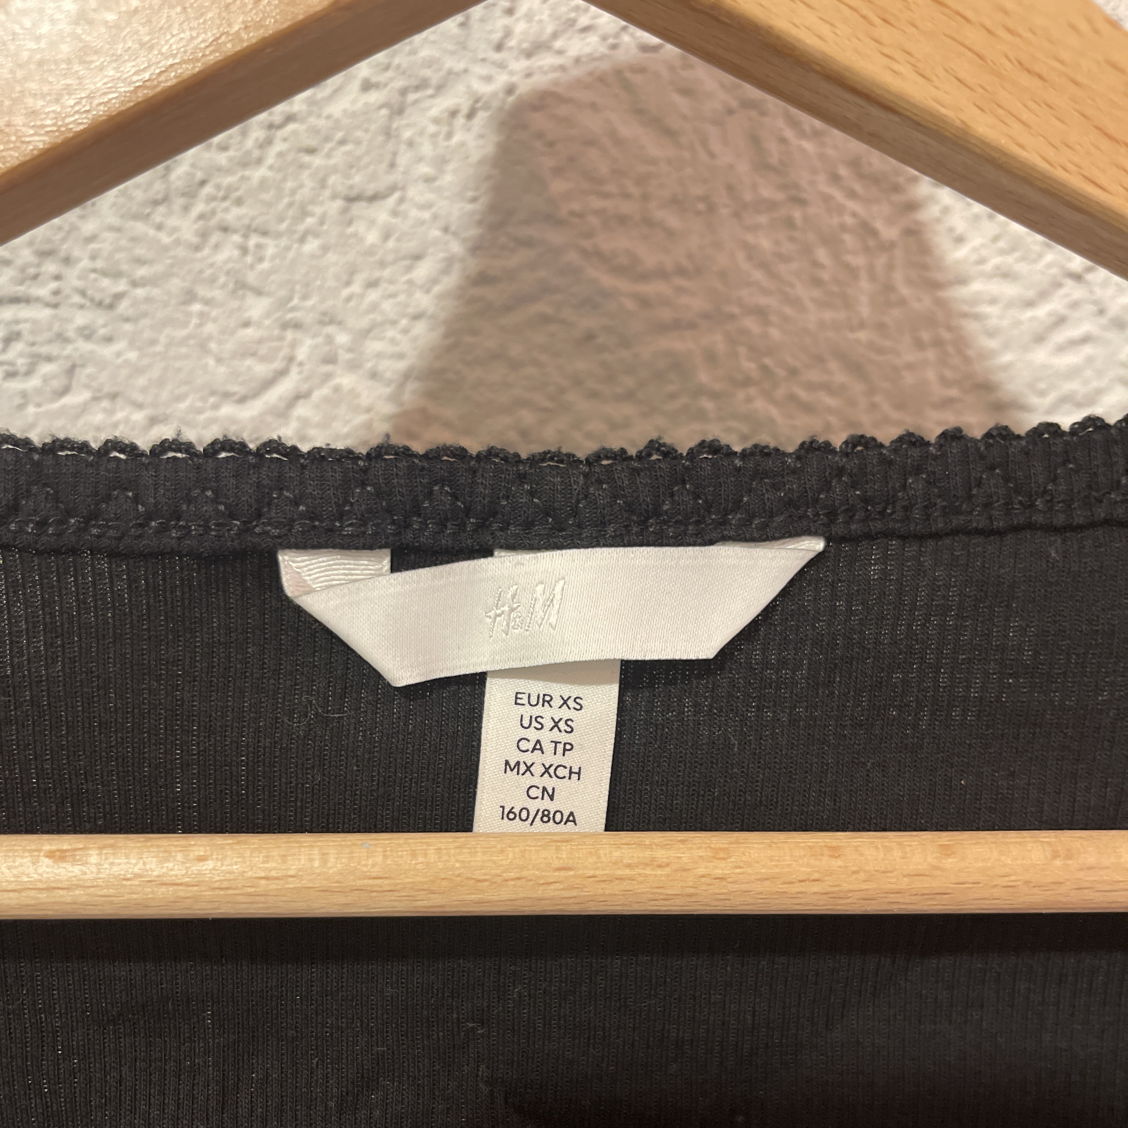 H&M
EUR XS
US XS
CA TP
MX XCH
CN
160/80A